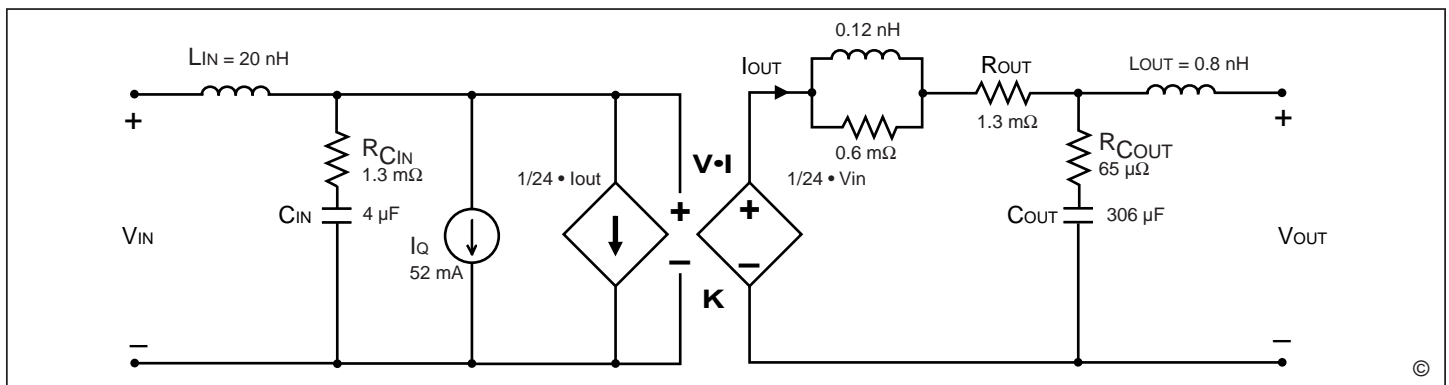 0.12 nH
LIN = 20 nH
IOUT
ROUT
LOUT = 0.8 nH
+
+
1.3 mΩ
RCIN
1.3 mΩ
0.6 mΩ
RCOUT
65 µΩ
V•I
1/24 • Iout
1/24 • Vin
+
+
CIN
4 µF
COUT
306 µF
VIN
IQ
52 mA
VOUT
–
–
K
–
–
©